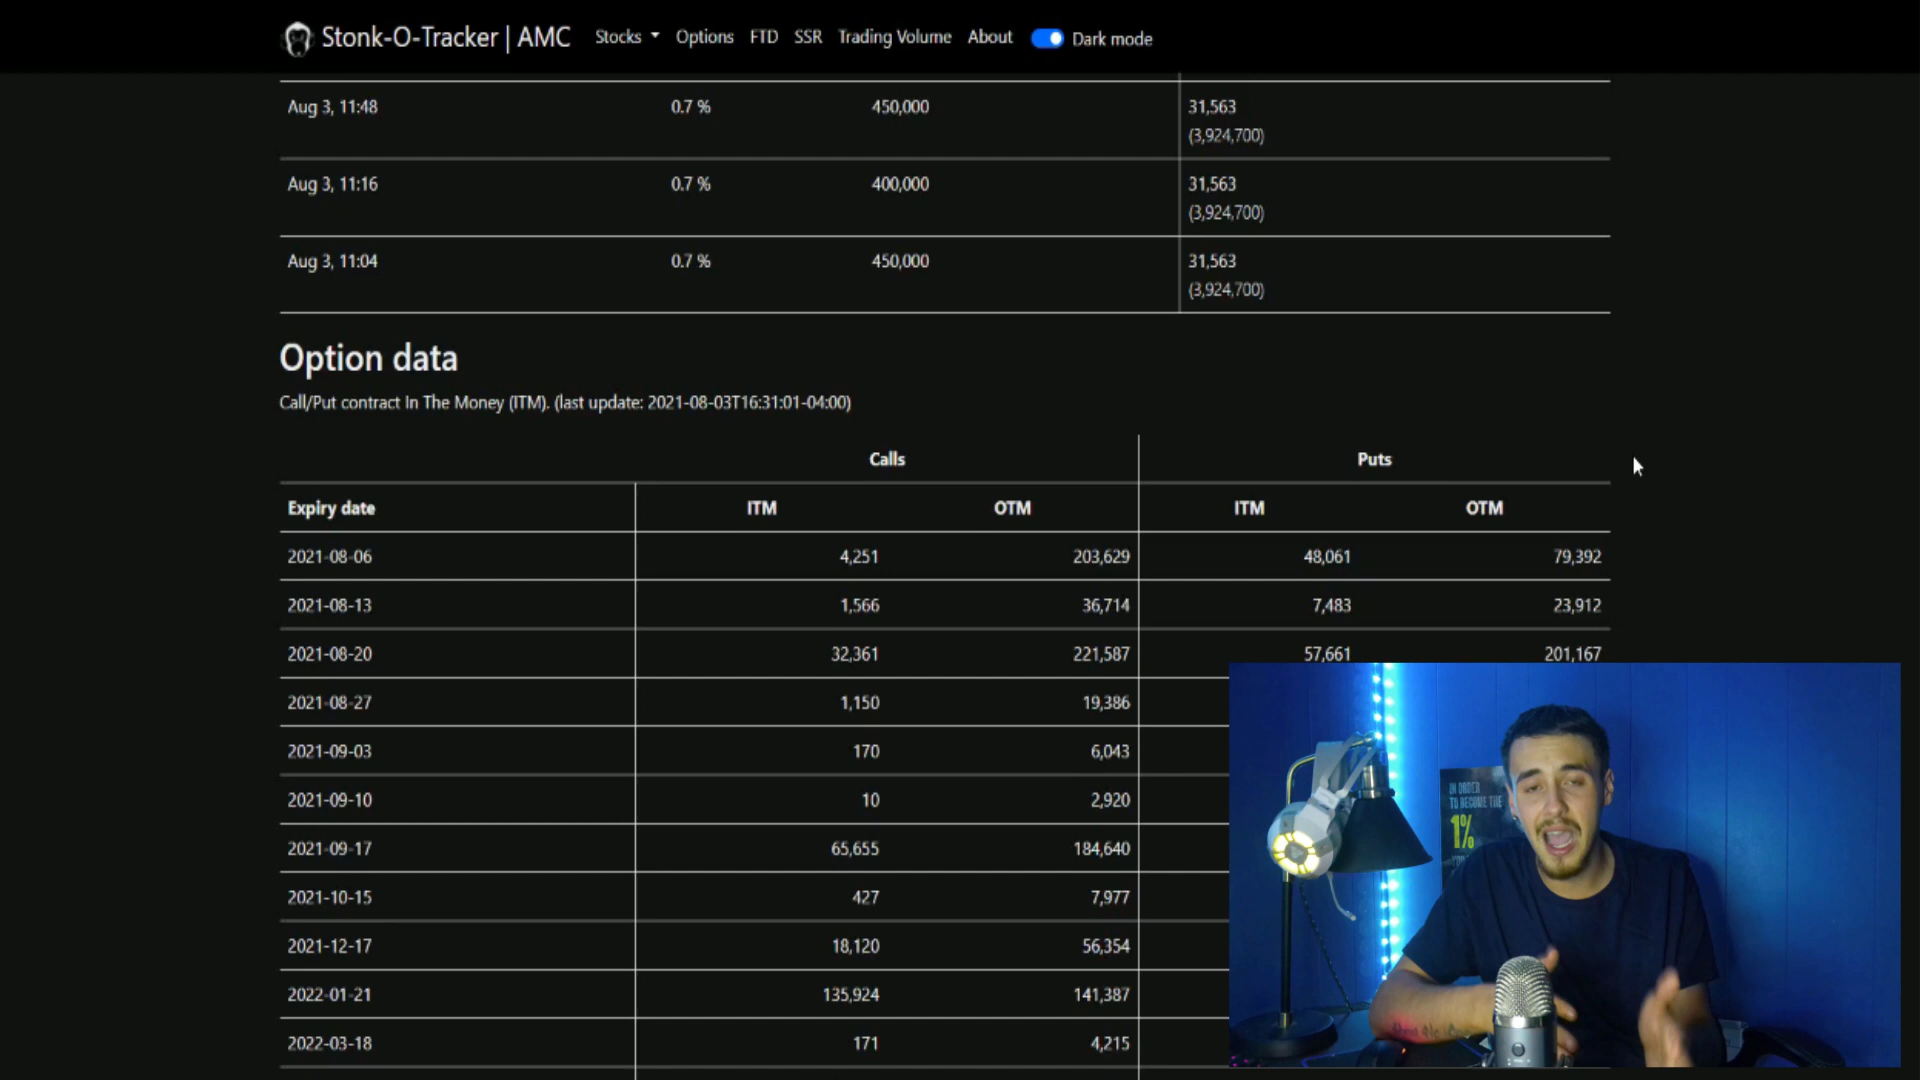 Stonk-O-Tracker | AMC Stocks Options FTD SSR Trading Volume About Dark mode
Aug 3, 11:48 0.7 % 450,000 31,563
(3,924,700)
Aug 3, 11:16 0.7 % 400,000 31,563
(3,924,700)
Aug 3, 11:04 0.7 % 450,000 31,563
(3,924,700)
Option data
Call/Put contract In The Money (ITM). (last update: 2021-08-03T16:31:01-04:00)
Calls Puts
Expiry date ITM OTM ITM OTM
2021-08-06 4,251 203,629 48,061 79,392
2021-08-13 1,566 36,714 7,483 23,912
2021-08-20 32,361 221,587 57,661 201,167
2021-08-27 1,150 19,386
2021-09-03 170 6,043
2021-09-10 10 2,920
2021-09-17 65,655 184,640
2021-10-15 427 7,977
2021-12-17 18,120 56,354
2022-01-21 135,924 141,387
2022-03-18 171 4,215
IN ORDER
TO BECOME THE
1%